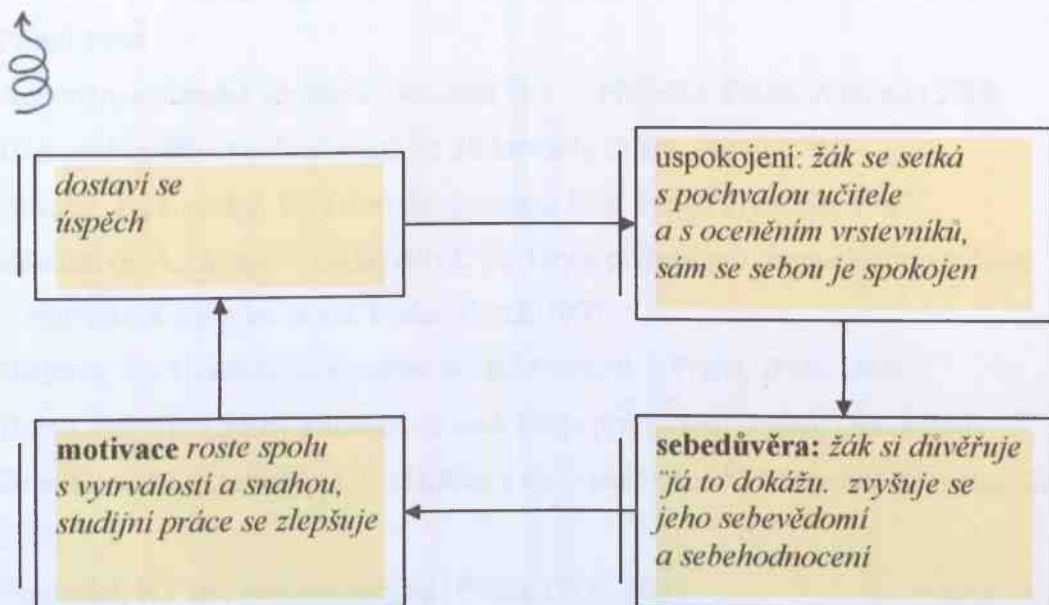 dostaví se
úspěch
uspokojení: žák se setká
s pochvalou učitele
a s oceněním vrstevníků,
sám se sebou je spokojen
motivace roste spolu
s vytrvalostí a snahou,
studijní práce se zlepšuje
sebedůvěra: žák si důvěřuje
"já to dokážu. zvyšuje se
jeho sebevědomí
a sebehodnocení